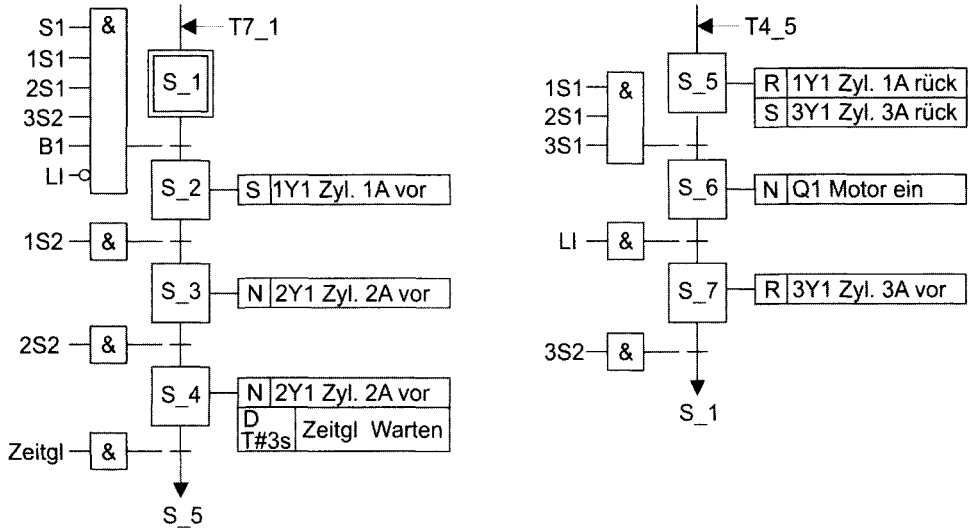 S1
&
T7_1
1S1
2S1
3S2
B1
LI
S_1
S_2
S 1Y1 Zyl. 1A vor
1S2 &
S_3
N 2Y1 Zyl. 2A vor
2S2 &
S_4
N 2Y1 Zyl. 2A vor
D
T#3s Zeitgl Warten
Zeitgl &
S_5
T4_5
S_5
R 1Y1 Zyl. 1A rück
S 3Y1 Zyl. 3A rück
1S1
&
2S1
3S1
S_6
N Q1 Motor ein
LI &
S_7
R 3Y1 Zyl. 3A vor
3S2 &
S_1